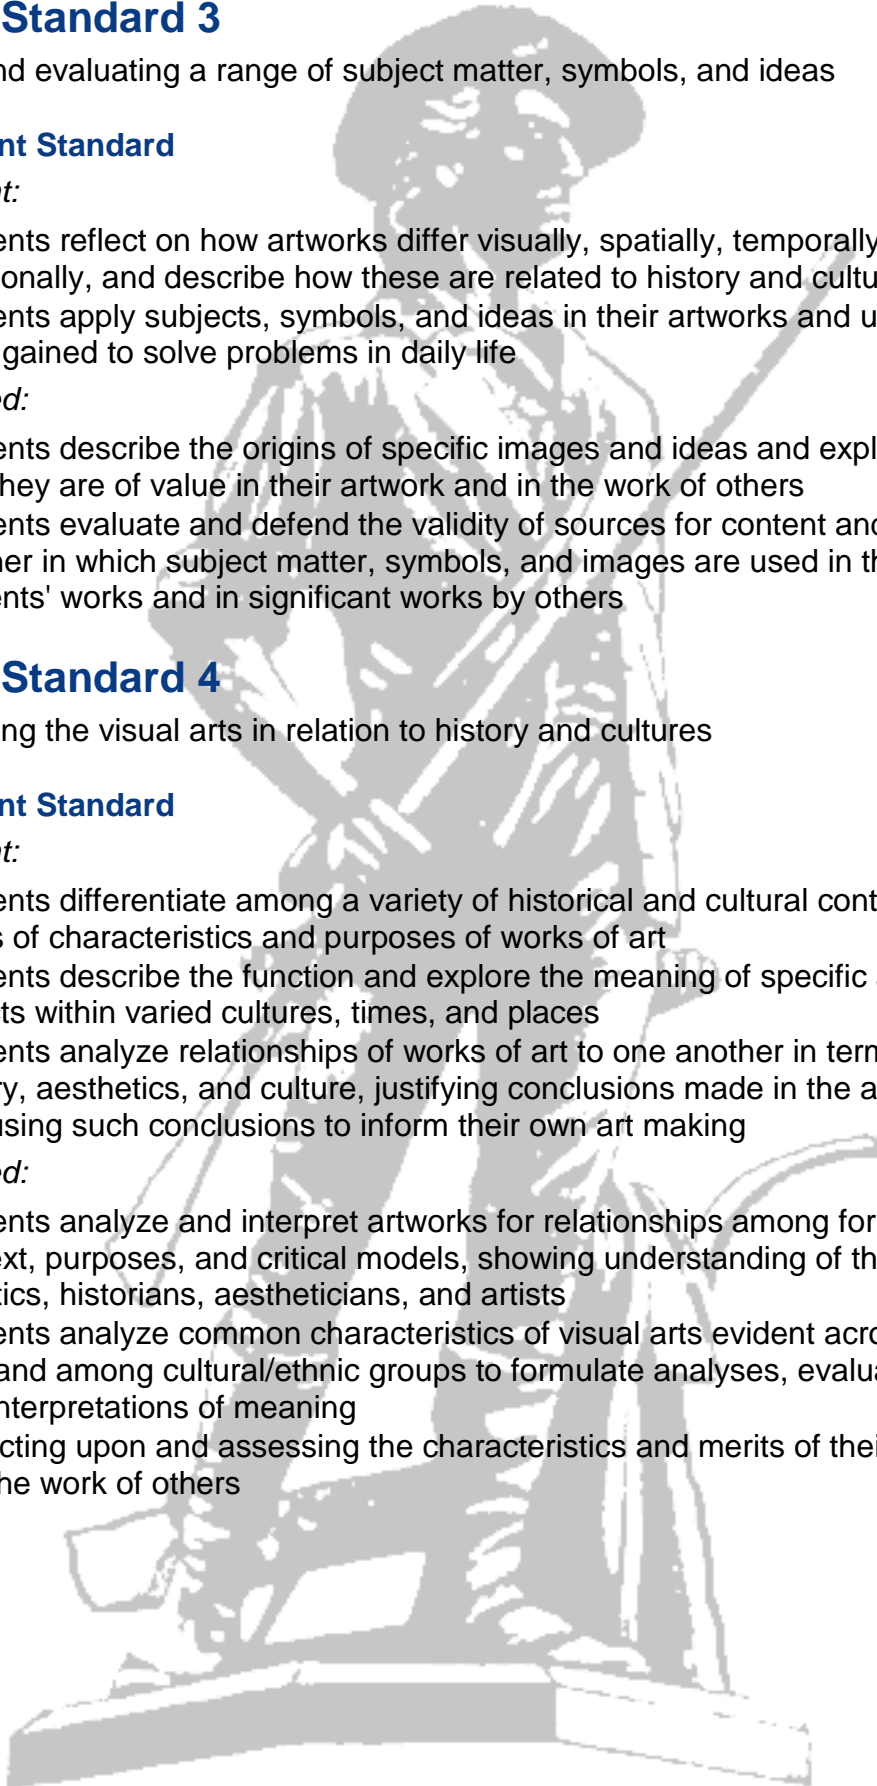 Standard 3
nd evaluating a range of subject matter, symbols, and ideas
nt Standard
nt:
ents reflect on how artworks differ visually, spatially, temporally
onally, and describe how these are related to history and cultu
ents apply subjects, symbols, and ideas in their artworks and u
gained to solve problems in daily life
ed:
ents describe the origins of specific images and ideas and expl
hey are of value in their artwork and in the work of others
ents evaluate and defend the validity of sources for content and
ner in which subject matter, symbols, and images are used in th
ents' works and in significant works by others
Standard 4
ng the visual arts in relation to history and cultures
nt Standard
nt:
ents differentiate among a variety of historical and cultural cont
s of characteristics and purposes of works of art
ents describe the function and explore the meaning of specific
cts within varied cultures, times, and places
ents analyze relationships of works of art to one another in term
ry, aesthetics, and culture, justifying conclusions made in the a
using such conclusions to inform their own art making
ed:
ents analyze and interpret artworks for relationships among for
ext, purposes, and critical models, showing understanding of th
tics, historians, aestheticians, and artists
ents analyze common characteristics of visual arts evident acro
and among cultural/ethnic groups to formulate analyses, evalua
nterpretations of meaning
cting upon and assessing the characteristics and merits of thei
he work of others